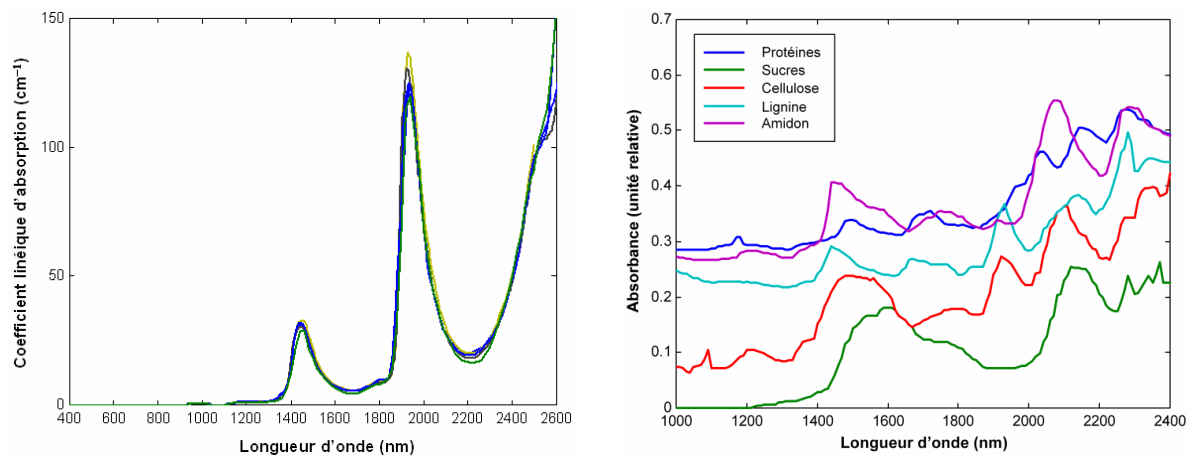 Coefficient linéique d'absorption (cm⁻¹)
150
100
50
0
400 600 800 1000 1200 1400 1600 1800 2000 2200 2400 2600
Longueur d'onde (nm)
Absorbance (unité relative)
0.7
0.6
0.5
0.4
0.3
0.2
0.1
0
Protéines
Sucres
Cellulose
Lignine
Amidon
1000 1200 1400 1600 1800 2000 2200 2400
Longueur d'onde (nm)